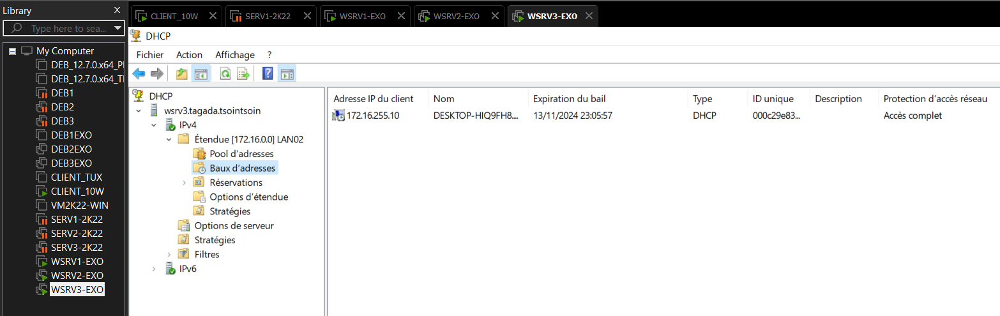 Library
Type here to sea...
My Computer
DEB_12.7.0.x64_P
DEB_12.7.0.x64_T
DEB1
DEB2
DEB3
DEB1EXO
DEB2EXO
DEB3EXO
CLIENT_TUX
CLIENT_10W
VM2K22-WIN
SERV1-2K22
SERV2-2K22
SERV3-2K22
WSRV1-EXO
WSRV2-EXO
WSRV3-EXO
CLIENT_10W SERV1-2K22 WSRV1-EXO WSRV2-EXO WSRV3-EXO
DHCP
Fichier Action Affichage ?
DHCP
wsrv3.tagada.tsointsoin
IPv4
Étendue [172.16.0.0] LAN02
Pool d'adresses
Baux d'adresses
Réservations
Options d'étendue
Stratégies
Options de serveur
Stratégies
Filtres
IPv6
Adresse IP du client Nom Expiration du bail Type ID unique Description Protection d'accès réseau
172.16.255.10 DESKTOP-HIQ9FH8.... 13/11/2024 23:05:57 DHCP 000c29e83... Accès complet